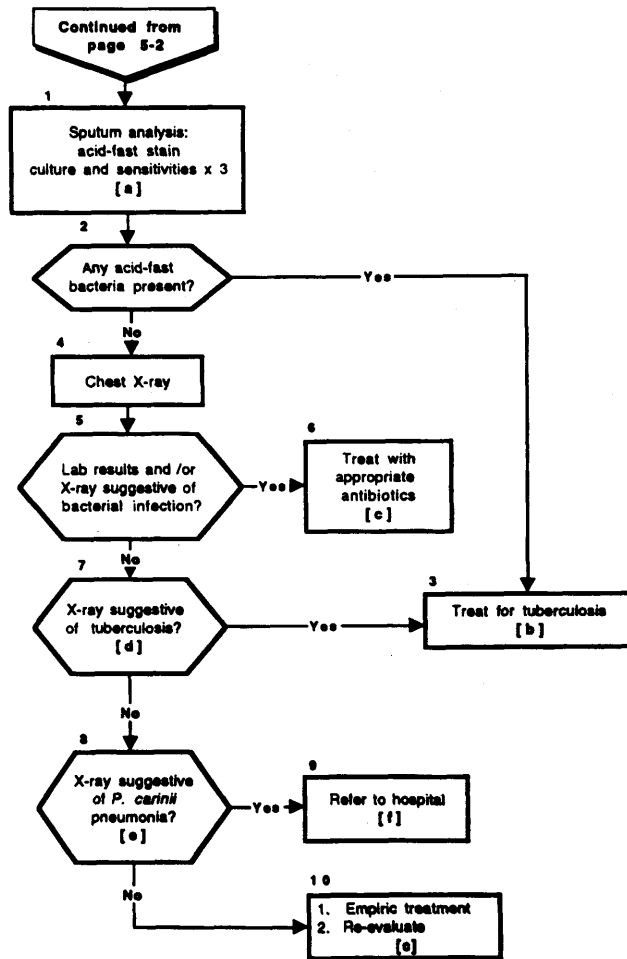 Continued from
page 5-2
1
Sputum analysis:
acid-fast stain
culture and sensitivities x 3
[a]
2
Any acid-fast
bacteria present?
Yes
No
4
Chest X-ray
5
Lab results and /or
X-ray suggestive of
bacterial infection?
Yes
6
Treat with
appropriate
antibiotics
[c]
No
7
X-ray suggestive
of tuberculosis?
[d]
Yes
3
Treat for tuberculosis
[b]
No
8
X-ray suggestive
of P. carinii
pneumonia?
[e]
Yes
9
Refer to hospital
[f]
No
10
1. Empiric treatment
2. Re-evaluate